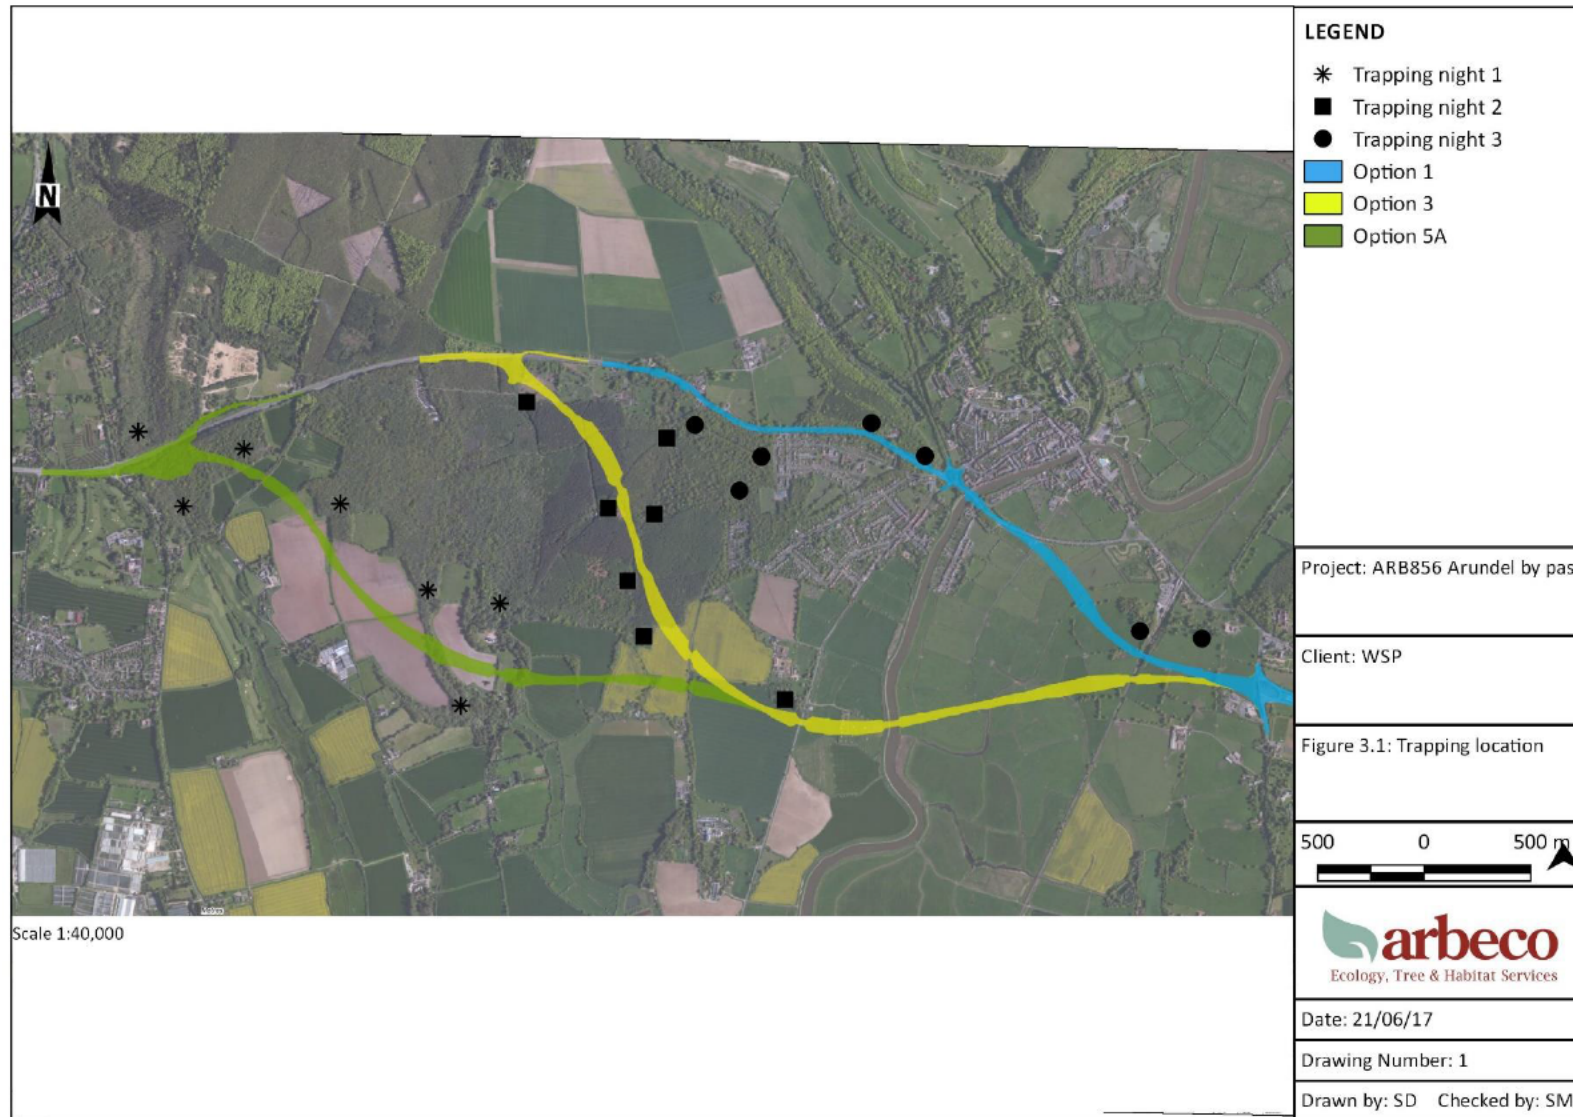 LEGEND
Trapping night 1
Trapping night 2
Trapping night 3
Option 1
Option 3
Option 5A
N
Project: ARB856 Arundel by pas
Client: WSP
Figure 3.1: Trapping location
500 0 500 m
Metres
Scale 1:40,000
arbeco
Ecology, Tree & Habitat Services
Date: 21/06/17
Drawing Number: 1
Drawn by: SD Checked by: SM